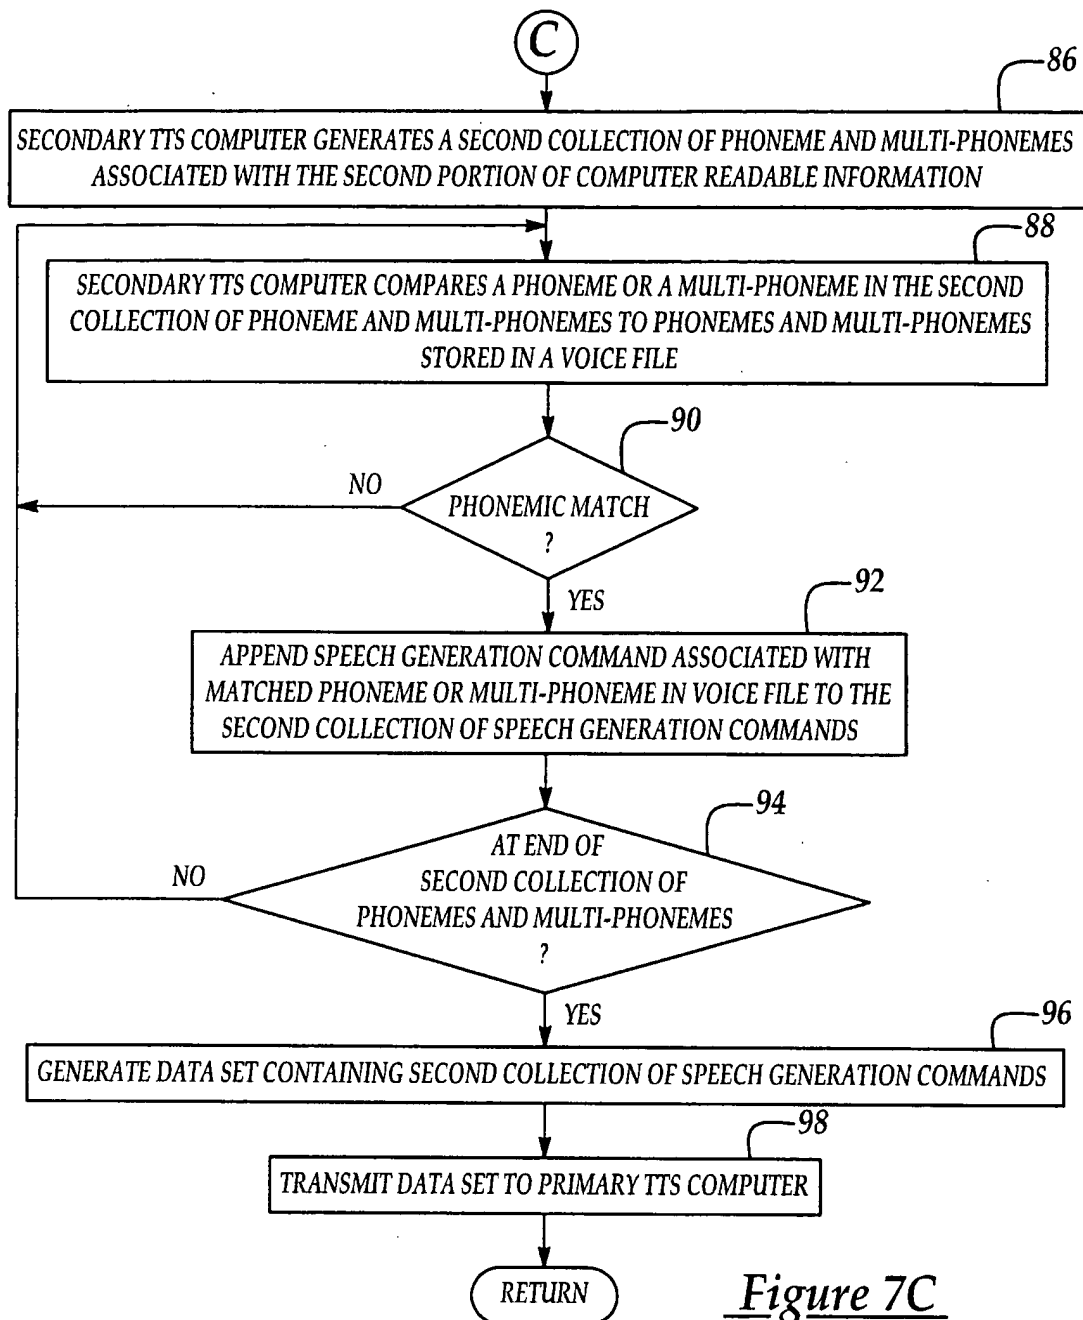 C
86
SECONDARY TTS COMPUTER GENERATES A SECOND COLLECTION OF PHONEME AND MULTI-PHONEMES
ASSOCIATED WITH THE SECOND PORTION OF COMPUTER READABLE INFORMATION
88
SECONDARY TTS COMPUTER COMPARES A PHONEME OR A MULTI-PHONEME IN THE SECOND
COLLECTION OF PHONEME AND MULTI-PHONEMES TO PHONEMES AND MULTI-PHONEMES
STORED IN A VOICE FILE
90
NO
PHONEMIC MATCH
?
YES
92
APPEND SPEECH GENERATION COMMAND ASSOCIATED WITH
MATCHED PHONEME OR MULTI-PHONEME IN VOICE FILE TO THE
SECOND COLLECTION OF SPEECH GENERATION COMMANDS
94
NO
AT END OF
SECOND COLLECTION OF
PHONEMES AND MULTI-PHONEMES
?
YES
96
GENERATE DATA SET CONTAINING SECOND COLLECTION OF SPEECH GENERATION COMMANDS
98
TRANSMIT DATA SET TO PRIMARY TTS COMPUTER
RETURN
Figure 7C